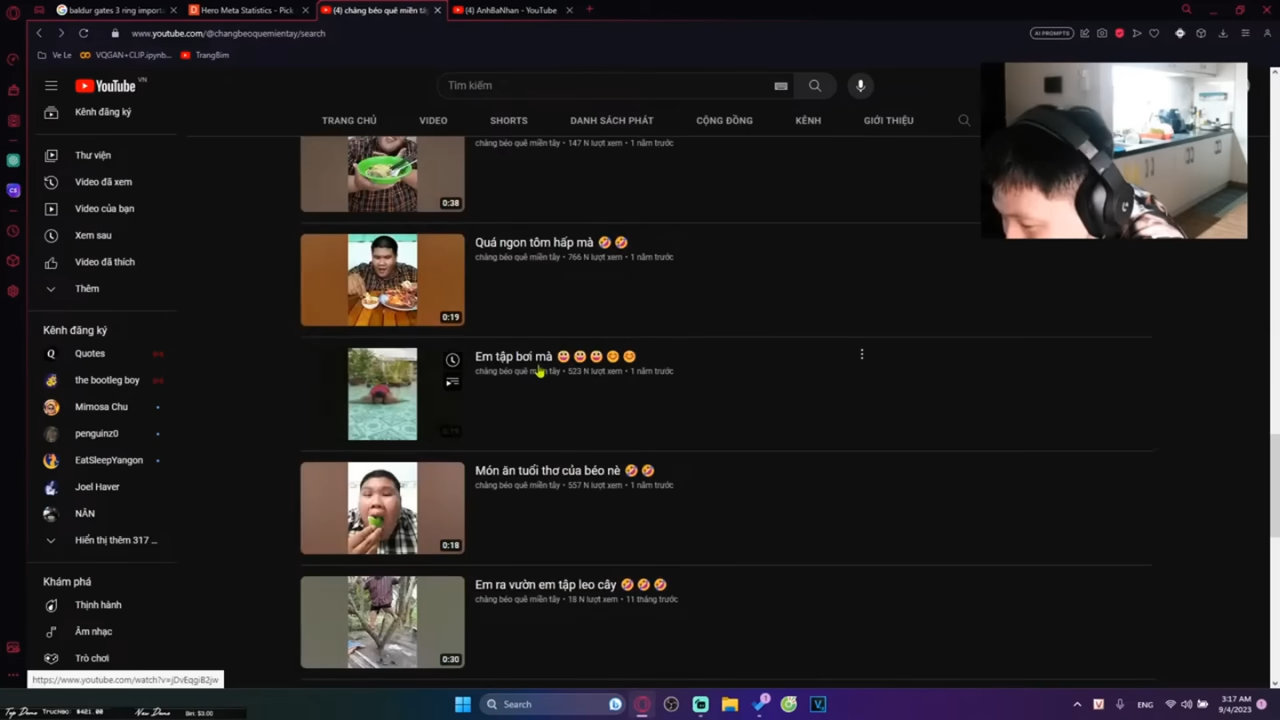 baldur gates 3 ring import
Hero Meta Statistics - Pick
(4) chàng béo quê miền tâ
(4) AnhBaNhan - YouTube
www.youtube.com/@changbeoquemientay/search
AI PROMPTS
Ve Le
VQGAN+CLIP.ipynb...
TrangBim
YouTube VN
Tìm kiếm
Kênh đăng ký
TRANG CHỦ
VIDEO
SHORTS
DANH SÁCH PHÁT
CỘNG ĐỒNG
KÊNH
GIỚI THIỆU
147 N lượt xem • 1 năm trước
0:38
Thư viện
Video đã xem
Video của bạn
Xem sau
Video đã thích
Thêm
Quá ngon tôm hấp mà 🤣 🤣
chàng béo quê miền tây • 766 N lượt xem • 1 năm trước
0:19
Kênh đăng ký
Quotes
the bootleg boy
Mimosa Chu
penguinz0
EatSleepYangon
Joel Haver
NÂN
Hiển thị thêm 317 ...
Em tập bơi mà 😃 😃 😃 😊 😊
chàng béo quê miền tây • 523 N lượt xem • 1 năm trước
Món ăn tuổi thơ của béo nè 🤣 🤣
chàng béo quê miền tây • 557 N lượt xem • 1 năm trước
0:18
Em ra vườn em tập leo cây 🤣 🤣 🤣
chàng béo quê miền tây • 18 N lượt xem • 11 tháng trước
0:30
Khám phá
Thịnh hành
Âm nhạc
Trò chơi
https://www.youtube.com/watch?v=jDvEqgiB2jw
Search
ENG
3:17 AM
9/4/2023